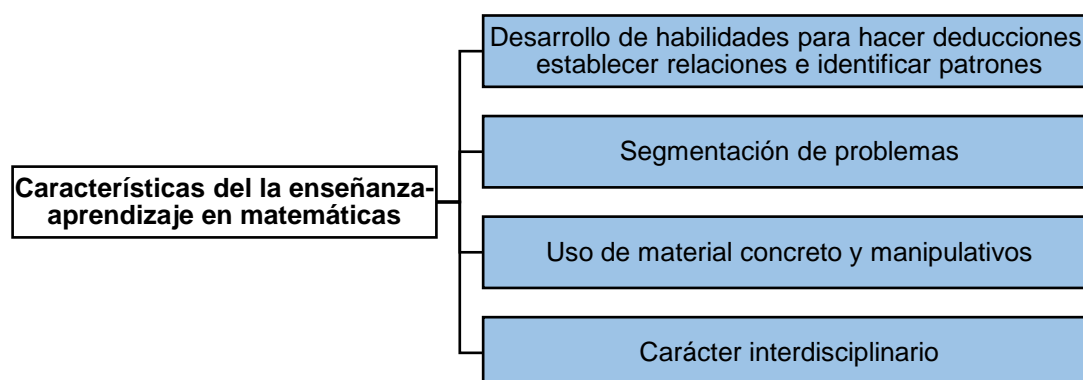 Desarrollo de habilidades para hacer deducciones
establecer relaciones e identificar patrones
Segmentación de problemas
Característicias del la enseñanza-
aprendizaje en matemáticas
Uso de material concreto y manipulativos
Carácter interdisciplinario